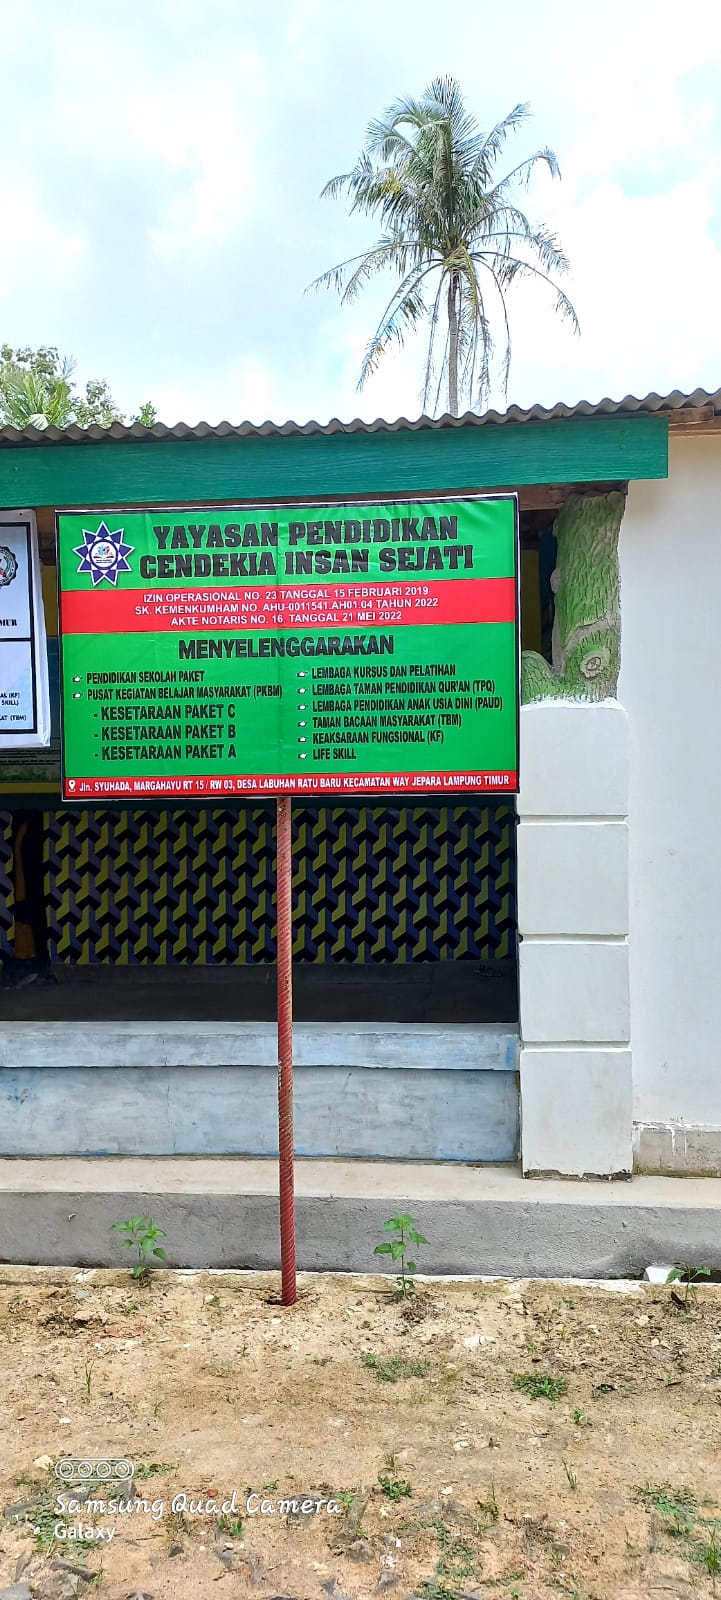 YAYASAN PENDIDIKAN
CENDEKIA INSAN SEJATI
IZIN OPERASIONAL NO. 23 TANGGAL 15 FEBRUARI 2019
SK. KEMENKUMHAM NO. AHU-0011541.AH01.04 TAHUN 2022
AKTE NOTARIS NO. 16 TANGGAL 21 MEI 2022
MENYELENGGARAKAN
PENDIDIKAN SEKOLAH PAKET
PUSAT KEGIATAN BELAJAR MASYARAKAT (PKBM)
- KESETARAAN PAKET C
- KESETARAAN PAKET B
- KESETARAAN PAKET A
LEMBAGA KURSUS DAN PELATIHAN
LEMBAGA TAMAN PENDIDIKAN QUR'AN (TPQ)
LEMBAGA PENDIDIKAN ANAK USIA DINI (PAUD)
TAMAN BACAAN MASYARAKAT (TBM)
KEAKSARAAN FUNGSIONAL (KF)
LIFE SKILL
Jln. SYUHADA, MARGAHAYU RT 15 / RW 03, DESA LABUHAN RATU BARU KECAMATAN WAY JEPARA LAMPUNG TIMUR
(KF)
SKILL)
(TBM)
Samsung Quad Camera
Galaxy